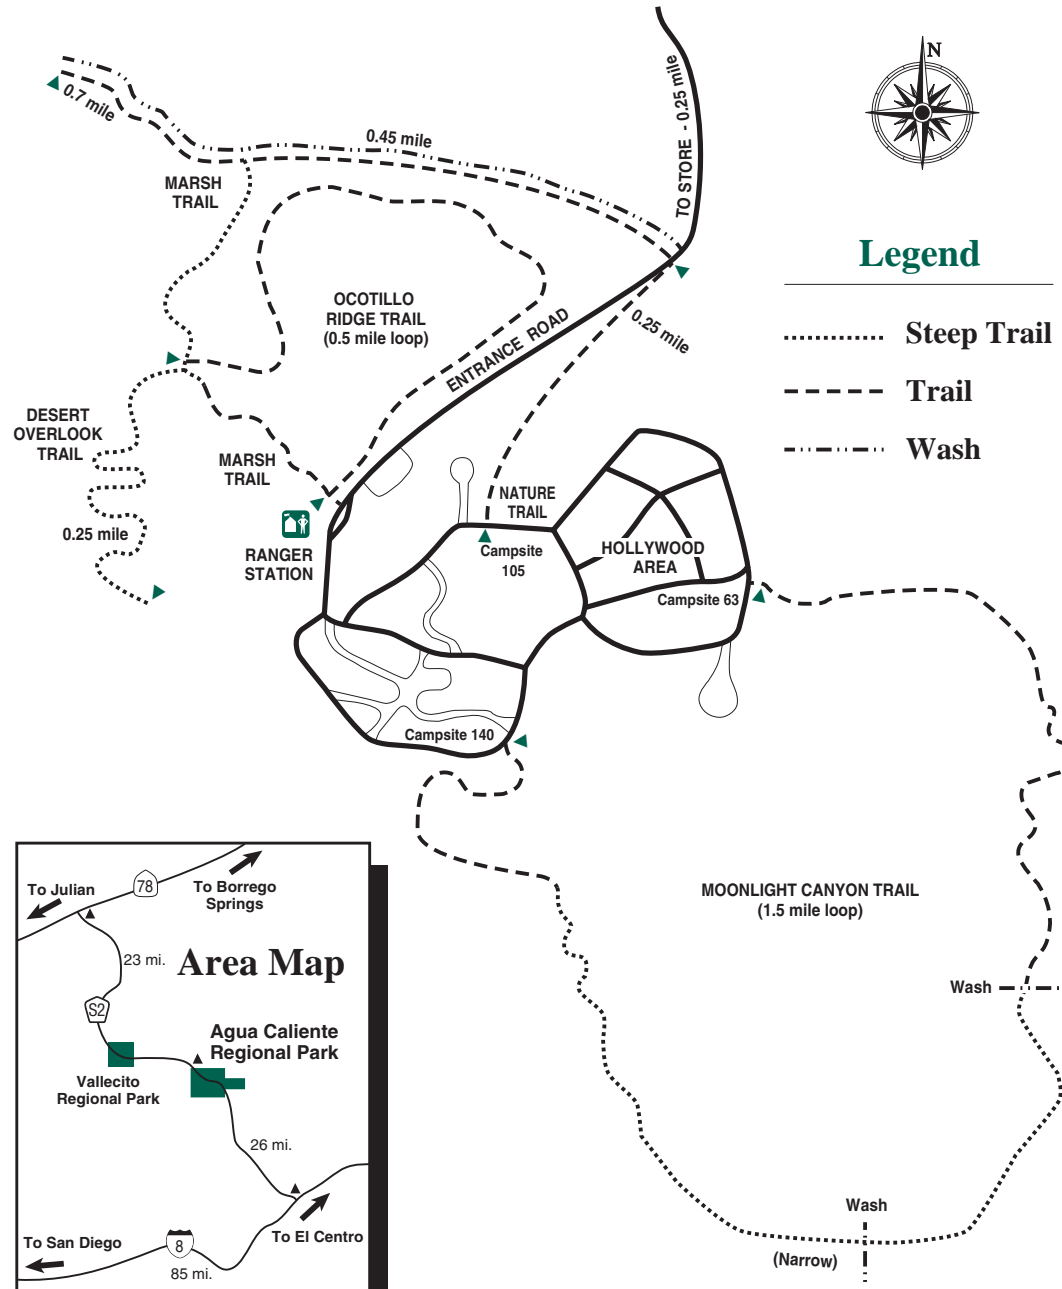 N
TO STORE - 0.25 mile
0.7 mile
0.45 mile
MARSH
TRAIL
Legend
Steep Trail
Trail
Wash
OCOTILLO
RIDGE TRAIL
(0.5 mile loop)
ENTRANCE ROAD
0.25 mile
DESERT
OVERLOOK
TRAIL
MARSH
TRAIL
0.25 mile
RANGER
STATION
NATURE
TRAIL
Campsite
105
HOLLYWOOD
AREA
Campsite 63
Campsite 140
MOONLIGHT CANYON TRAIL
(1.5 mile loop)
Wash
Wash
(Narrow)
To Julian
78
To Borrego
Springs
23 mi.
Area Map
S2
Agua Caliente
Regional Park
Vallecito
Regional Park
26 mi.
To El Centro
To San Diego
8
85 mi.